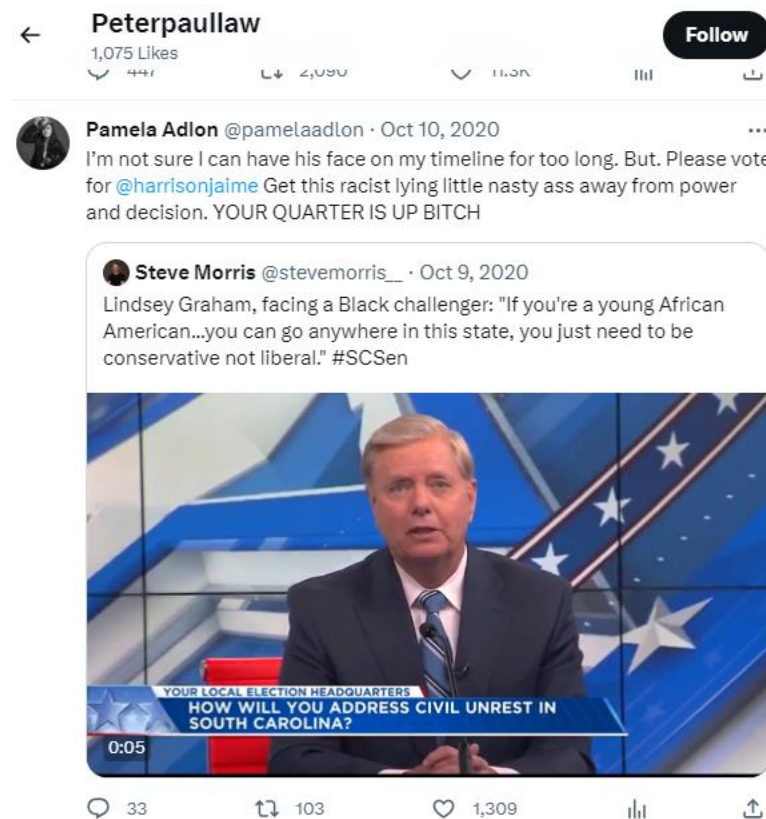 Peterpaullaw
1,075 Likes
Follow
447 2,090 11.3K
Pamela Adlon @pamelaadlon · Oct 10, 2020
I'm not sure I can have his face on my timeline for too long. But. Please vote
for @harrisonjaime Get this racist lying little nasty ass away from power
and decision. YOUR QUARTER IS UP BITCH
Steve Morris @stevemorris__ · Oct 9, 2020
Lindsey Graham, facing a Black challenger: "If you're a young African
American...you can go anywhere in this state, you just need to be
conservative not liberal." #SCSen
YOUR LOCAL ELECTION HEADQUARTERS
HOW WILL YOU ADDRESS CIVIL UNREST IN
SOUTH CAROLINA?
0:05
33 103 1,309